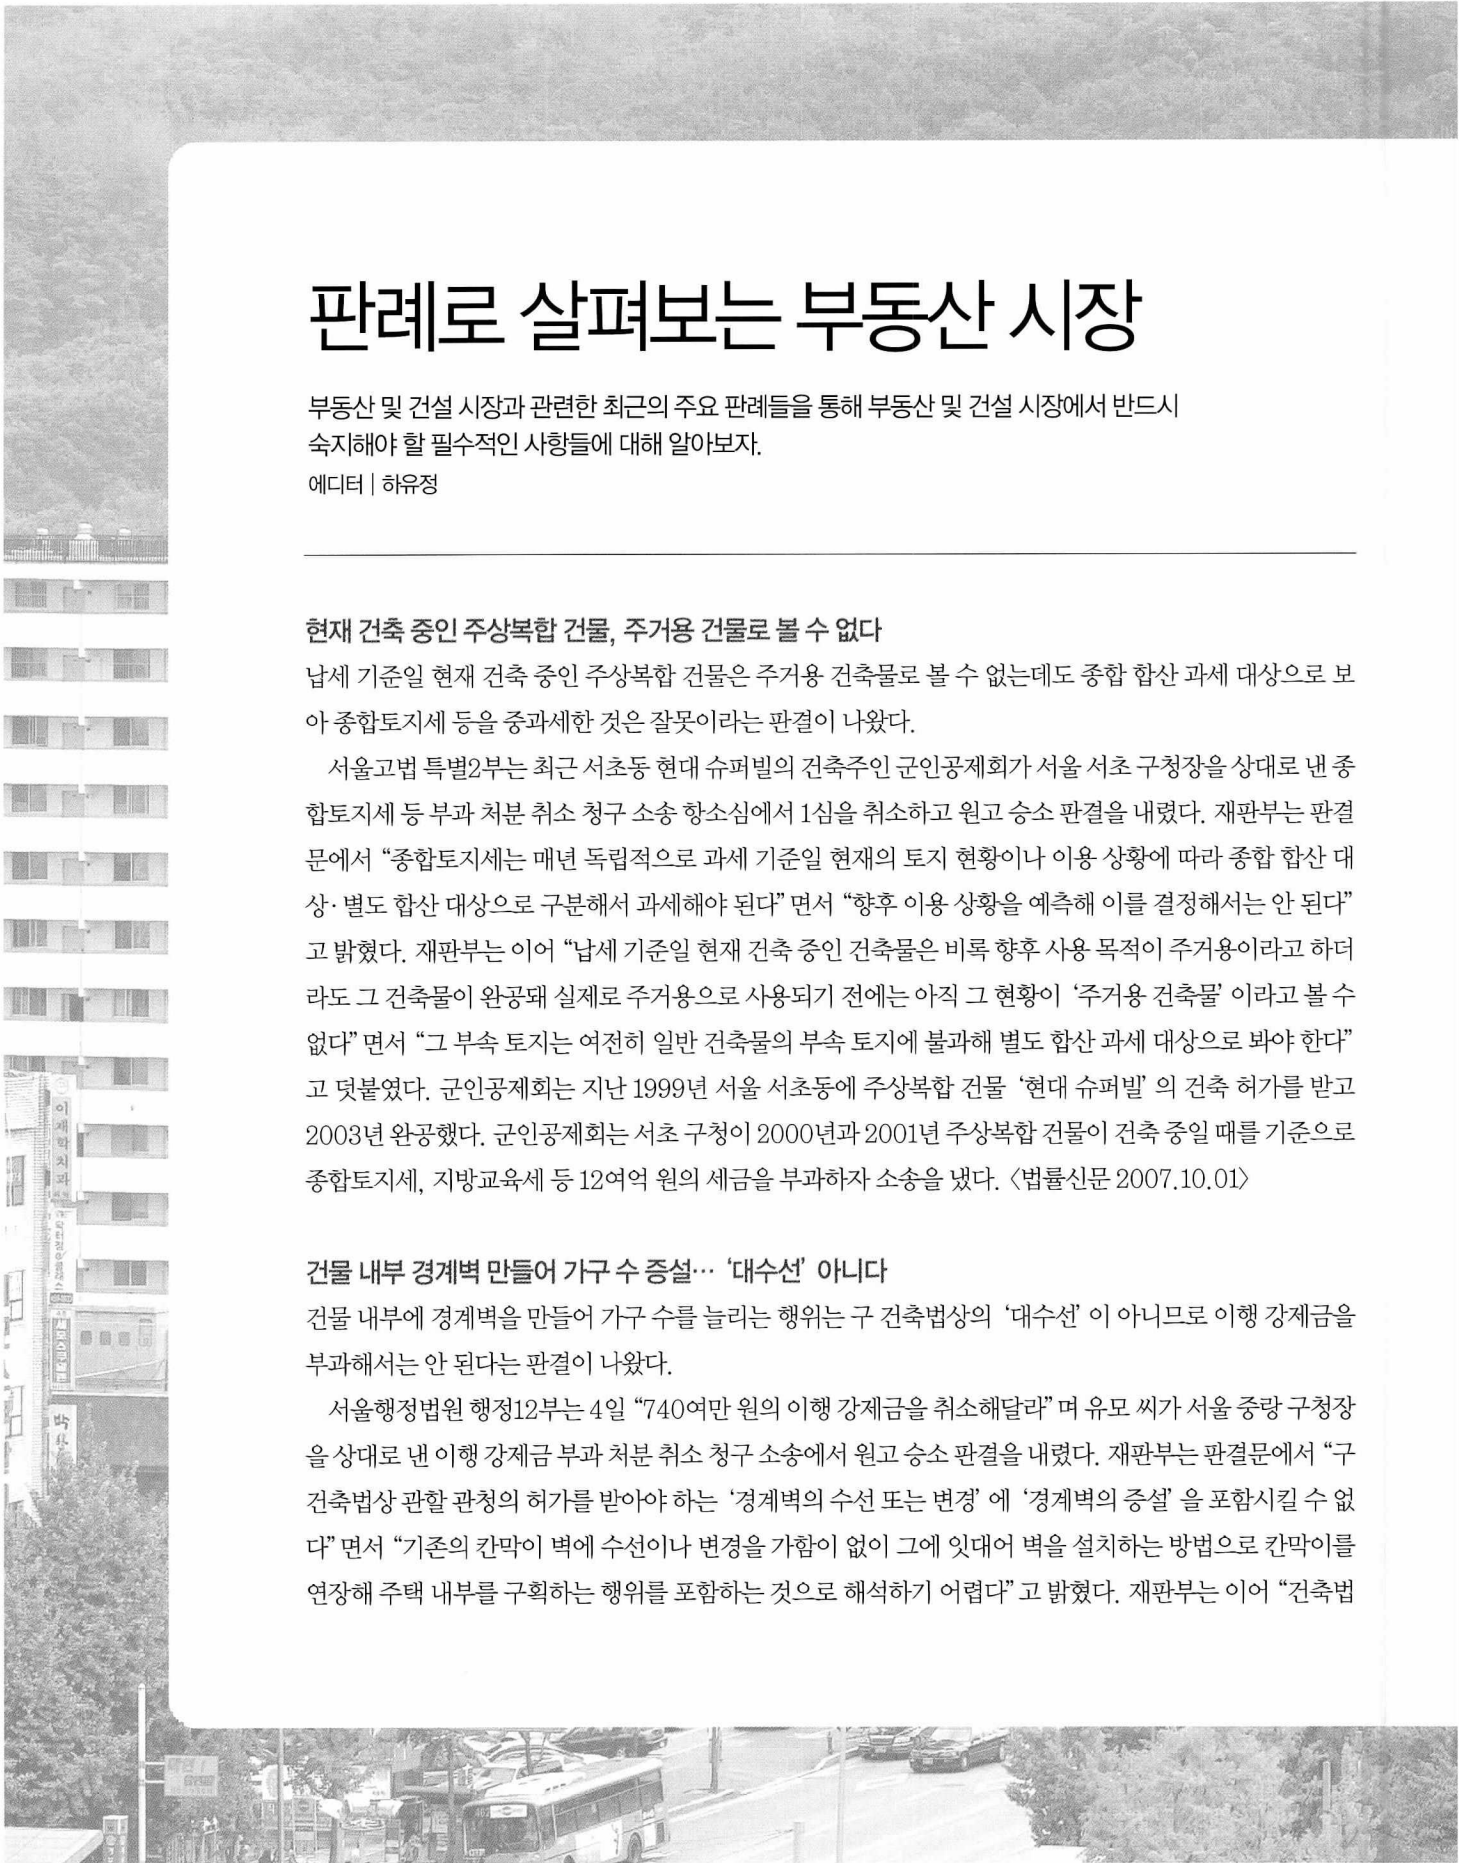 판례로 살펴보는 부동산 시장
부동산 및 건설 시장과 관련한 최근의 주요 판례들을 통해 부동산 및 건설 시장에서 반드시
숙지해야 할 필수적인 사항들에 대해 알아보자.
에디터 | 하유정
현재 건축 중인 주상복합 건물, 주거용 건물로 볼 수 없다
납세 기준일 현재 건축 중인 주상복합 건물은 주거용 건축물로 볼 수 없는데도 종합 합산 과세 대상으로 보
아 종합토지세 등을 중과세한 것은 잘못이라는 판결이 나왔다.
서울고법 특별2부는 최근 서초동 현대 슈퍼빌의 건축주인 군인공제회가 서울 서초 구청장을 상대로 낸 종
합토지세 등 부과 처분 취소 청구 소송 항소심에서 1심을 취소하고 원고 승소 판결을 내렸다. 재판부는 판결
문에서 “종합토지세는 매년 독립적으로 과세 기준일 현재의 토지 현황이나 이용 상황에 따라 종합 합산 대
상·별도 합산 대상으로 구분해서 과세해야 된다”면서 “향후 이용 상황을 예측해 이를 결정해서는 안 된다”
고 밝혔다. 재판부는 이어 “납세 기준일 현재 건축 중인 건축물은 비록 향후 사용 목적이 주거용이라고 하더
라도 그 건축물이 완공돼 실제로 주거용으로 사용되기 전에는 아직 그 현황이 ‘주거용 건축물’이라고 볼 수
없다”면서 “그 부속 토지는 여전히 일반 건축물의 부속 토지에 불과해 별도 합산 과세 대상으로 봐야 한다”
고 덧붙였다. 군인공제회는 지난 1999년 서울 서초동에 주상복합 건물 ‘현대 슈퍼빌’의 건축 허가를 받고
2003년 완공했다. 군인공제회는 서초 구청이 2000년과 2001년 주상복합 건물이 건축 중일 때를 기준으로
종합토지세, 지방교육세 등 12여억 원의 세금을 부과하자 소송을 냈다. 〈법률신문 2007.10.01〉
건물 내부 경계벽 만들어 가구 수 증설… ‘대수선’ 아니다
건물 내부에 경계벽을 만들어 가구 수를 늘리는 행위는 구 건축법상의 ‘대수선’이 아니므로 이행 강제금을
부과해서는 안 된다는 판결이 나왔다.
서울행정법원 행정12부는 4일 “740여만 원의 이행 강제금을 취소해달라”며 유모 씨가 서울 중랑 구청장
을 상대로 낸 이행 강제금 부과 처분 취소 청구 소송에서 원고 승소 판결을 내렸다. 재판부는 판결문에서 “구
건축법상 관할 관청의 허가를 받아야 하는 ‘경계벽의 수선 또는 변경’에 ‘경계벽의 증설’을 포함시킬 수 없
다”면서 “기존의 칸막이 벽에 수선이나 변경을 가함이 없이 그에 잇대어 벽을 설치하는 방법으로 칸막이를
연장해 주택 내부를 구획하는 행위를 포함하는 것으로 해석하기 어렵다”고 밝혔다. 재판부는 이어 “건축법
이재학치과